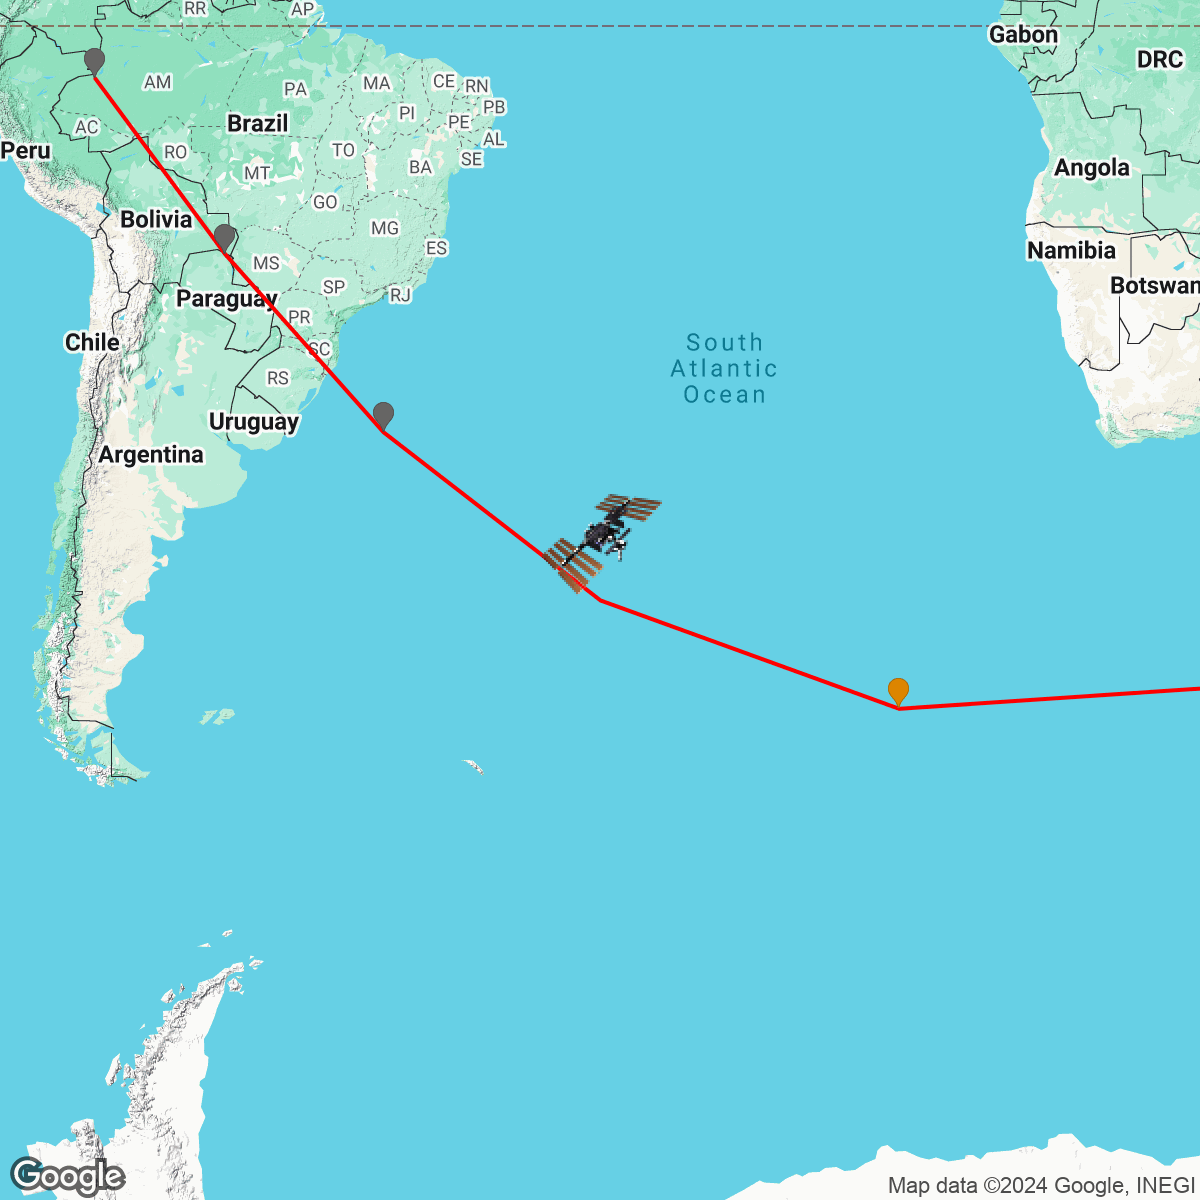 RR
AP
Gabon
DRC
AM
PA
MA
CE
RN
PB
PI
PE
AL
AC
Brazil
Peru
RO
TO
SE
BA
MT
Angola
GO
Bolivia
MG
ES
Namibia
MS
SP
RJ
Botswan
Paraguay
PR
Chile
SC
South
Atlantic
Ocean
RS
Uruguay
Argentina
Google
Map data ©2024 Google, INEGI